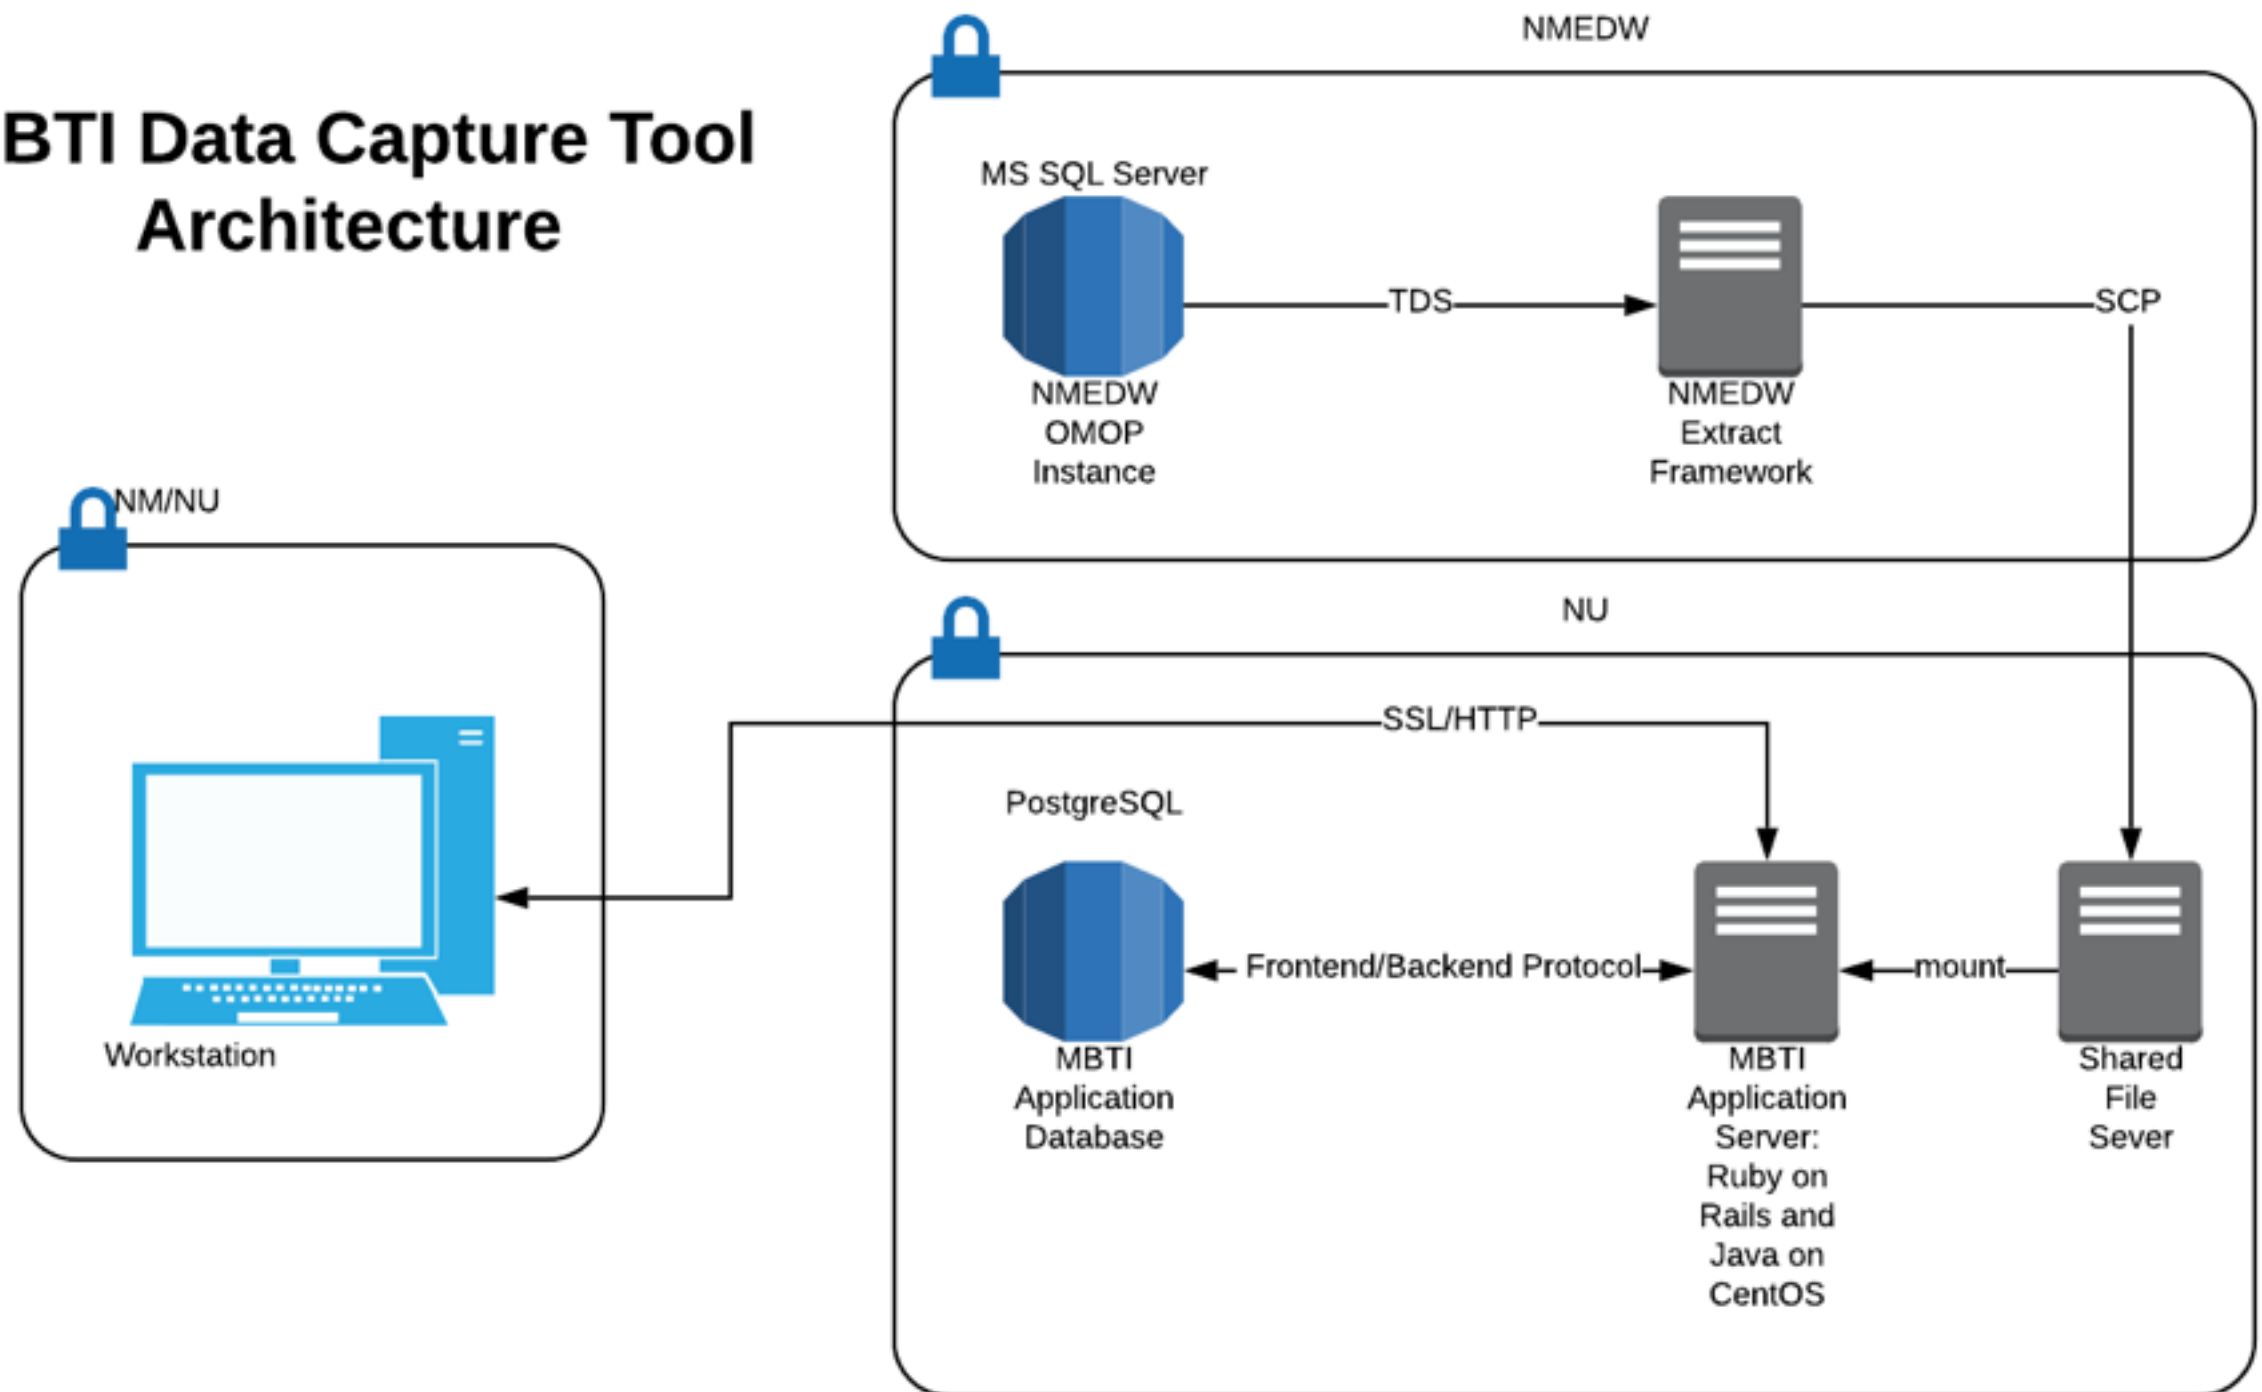 BTI Data Capture Tool
Architecture
NMEDW
MS SQL Server
TDS
SCP
NMEDW
OMOP
Instance
NMEDW
Extract
Framework
NM/NU
Workstation
NU
SSL/HTTP
PostgreSQL
Frontend/Backend Protocol
mount
MBTI
Application
Database
MBTI
Application
Server:
Ruby on
Rails and
Java on
CentOS
Shared
File
Sever